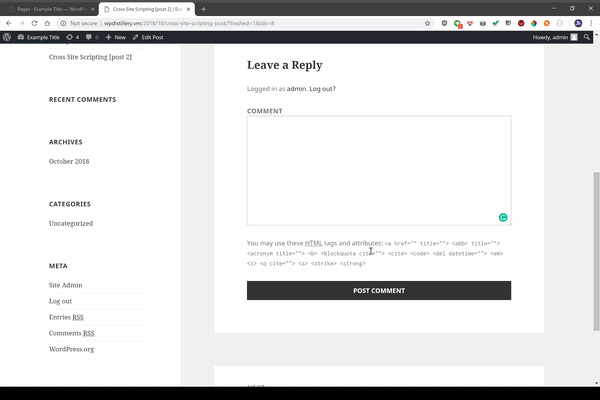 Pages - Example Title — WordPr
Cross Site Scripting [post 2] | Exa
Not secure | wpdistillery.vm/2018/10/cross-site-scripting-post/?trashed=1&ids=8
Example Title 4 0 New Edit Post Howdy, admin
Cross Site Scripting [post 2]
RECENT COMMENTS
ARCHIVES
October 2018
CATEGORIES
Uncategorized
META
Site Admin
Log out
Entries RSS
Comments RSS
WordPress.org
Leave a Reply
Logged in as admin. Log out?
COMMENT
You may use these HTML tags and attributes: <a href="" title=""> <abbr title="">
<acronym title=""> <b> <blockquote cite=""> <cite> <code> <del datetime=""> <em>
<i> <q cite=""> <s> <strike> <strong>
POST COMMENT